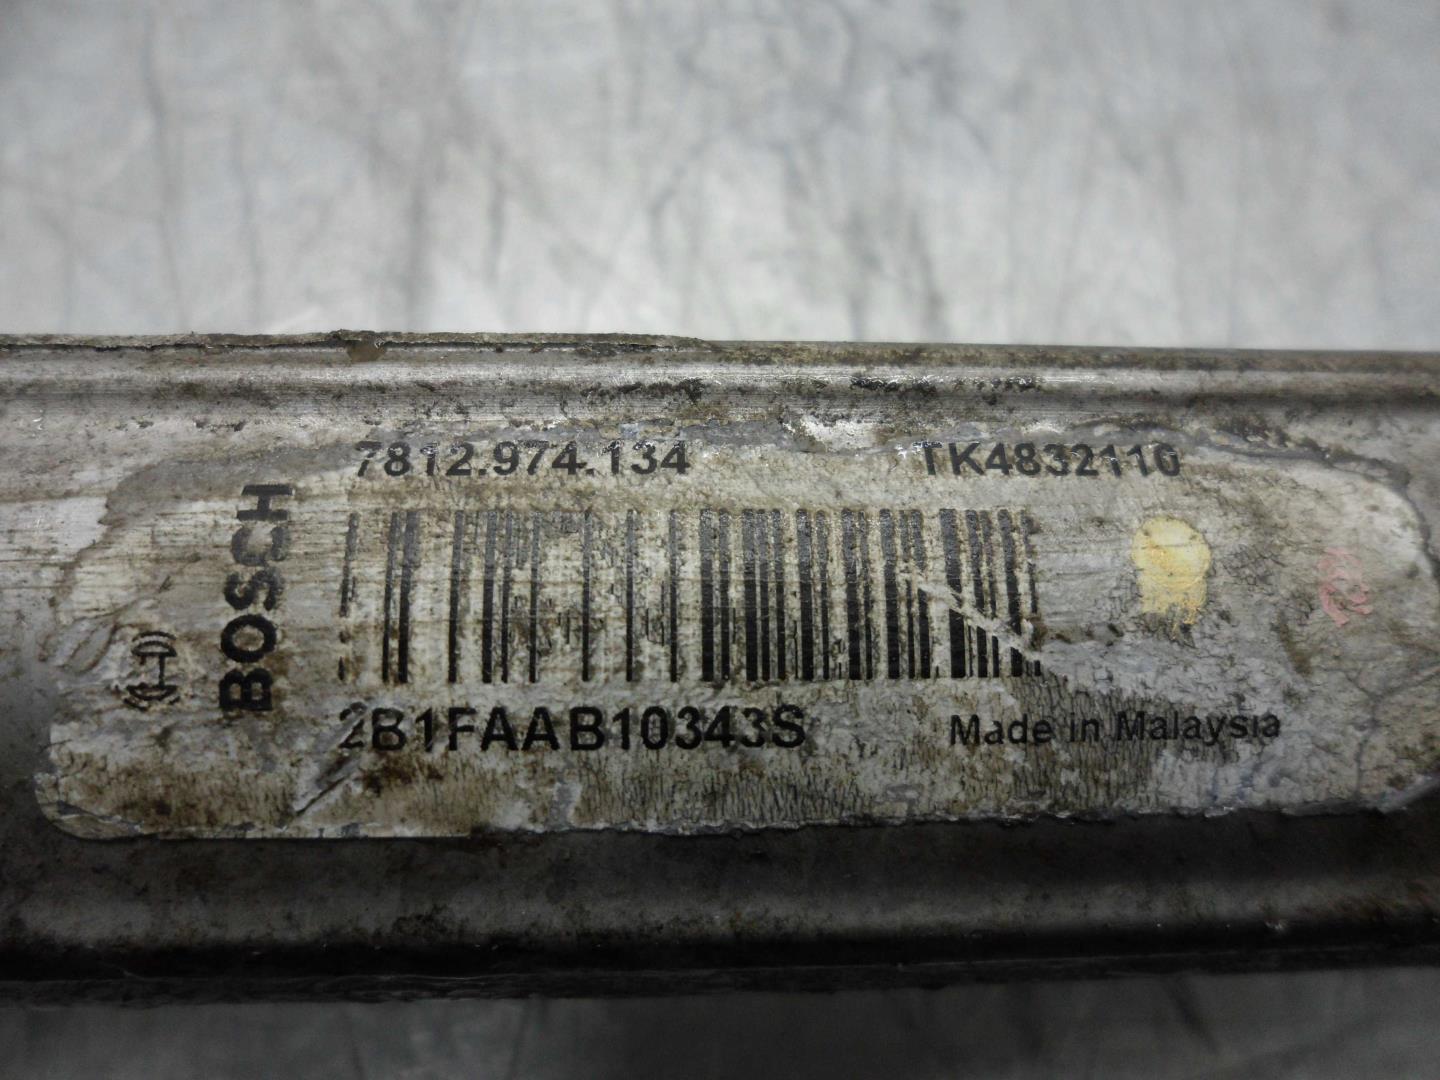 7812.974.134 TK4832110
BOSCH
2B1FAAB10343S Made in Malaysia